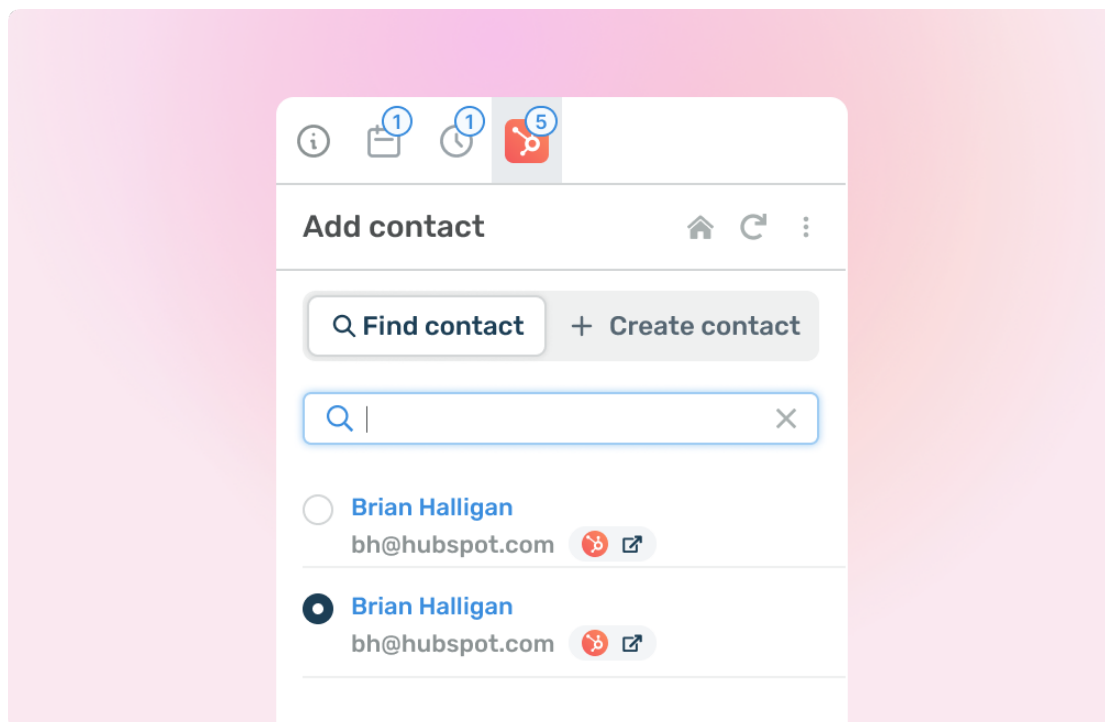 1 1 5
Add contact
Find contact + Create contact
Brian Halligan
bh@hubspot.com
Brian Halligan
bh@hubspot.com